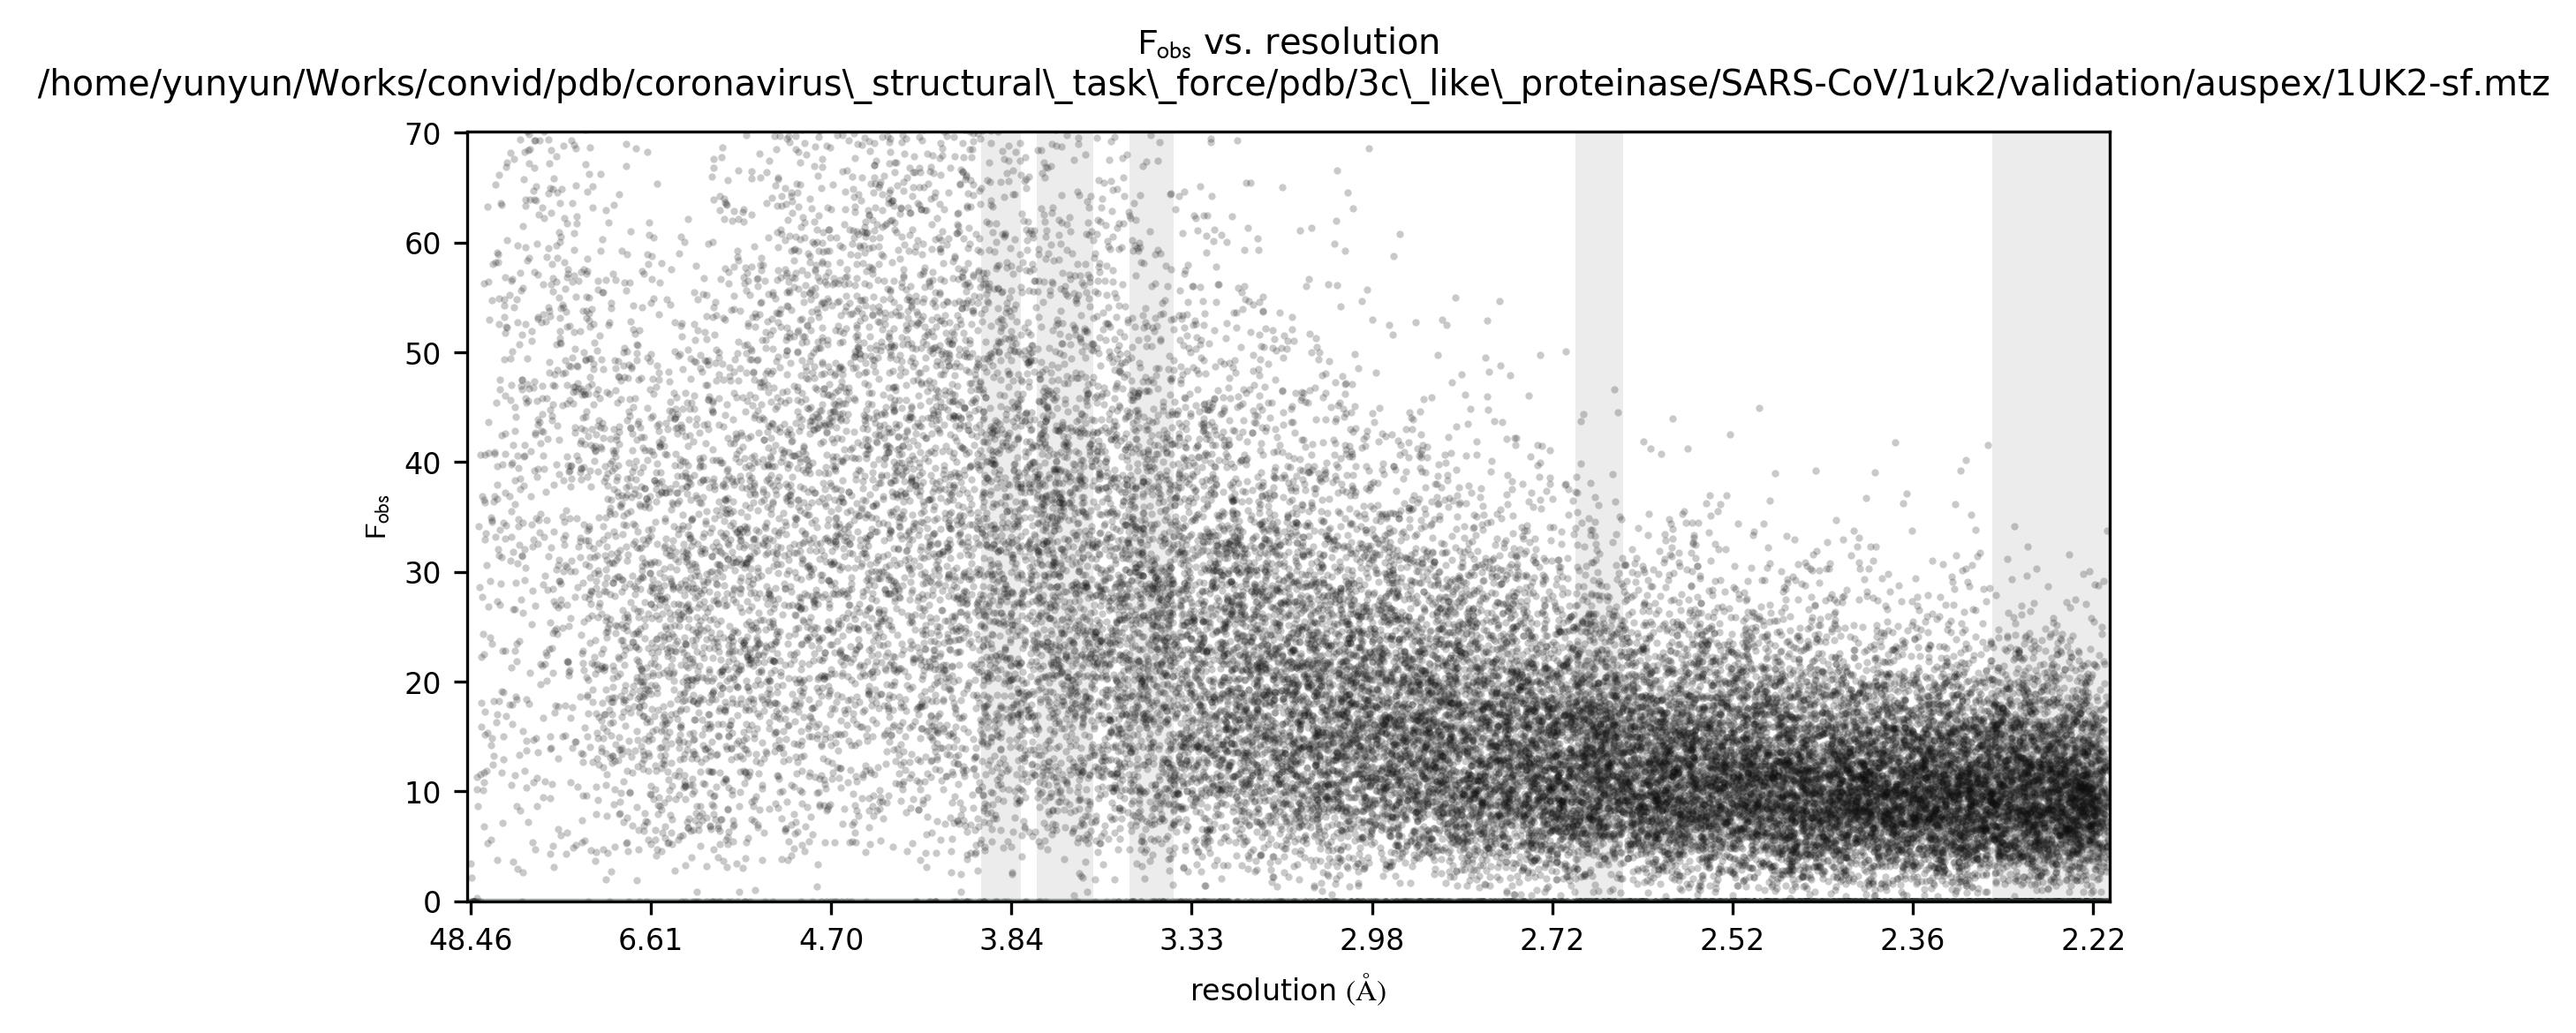 F_obs vs. resolution
/home/yunyun/Works/convid/pdb/coronavirus\_structural\_task\_force/pdb/3c\_like\_proteinase/SARS-CoV/1uk2/validation/auspex/1UK2-sf.mtz
70
60
50
40
30
20
10
0
F_obs
48.46 6.61 4.70 3.84 3.33 2.98 2.72 2.52 2.36 2.22
resolution (Å)